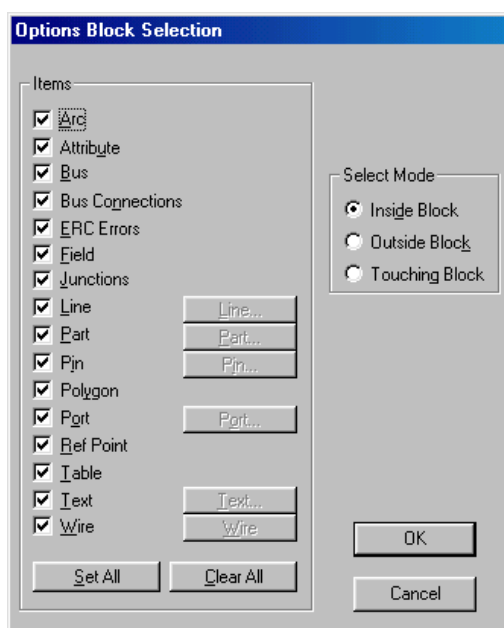 Options Block Selection
Items
Arc
Attribute
Bus
Bus Connections
ERC Errors
Field
Junctions
Line
Line...
Part
Part...
Pin
Pin...
Polygon
Port
Port...
Ref Point
Table
Text
Text...
Wire
Wire
Set All
Clear All
Select Mode
Inside Block
Outside Block
Touching Block
OK
Cancel